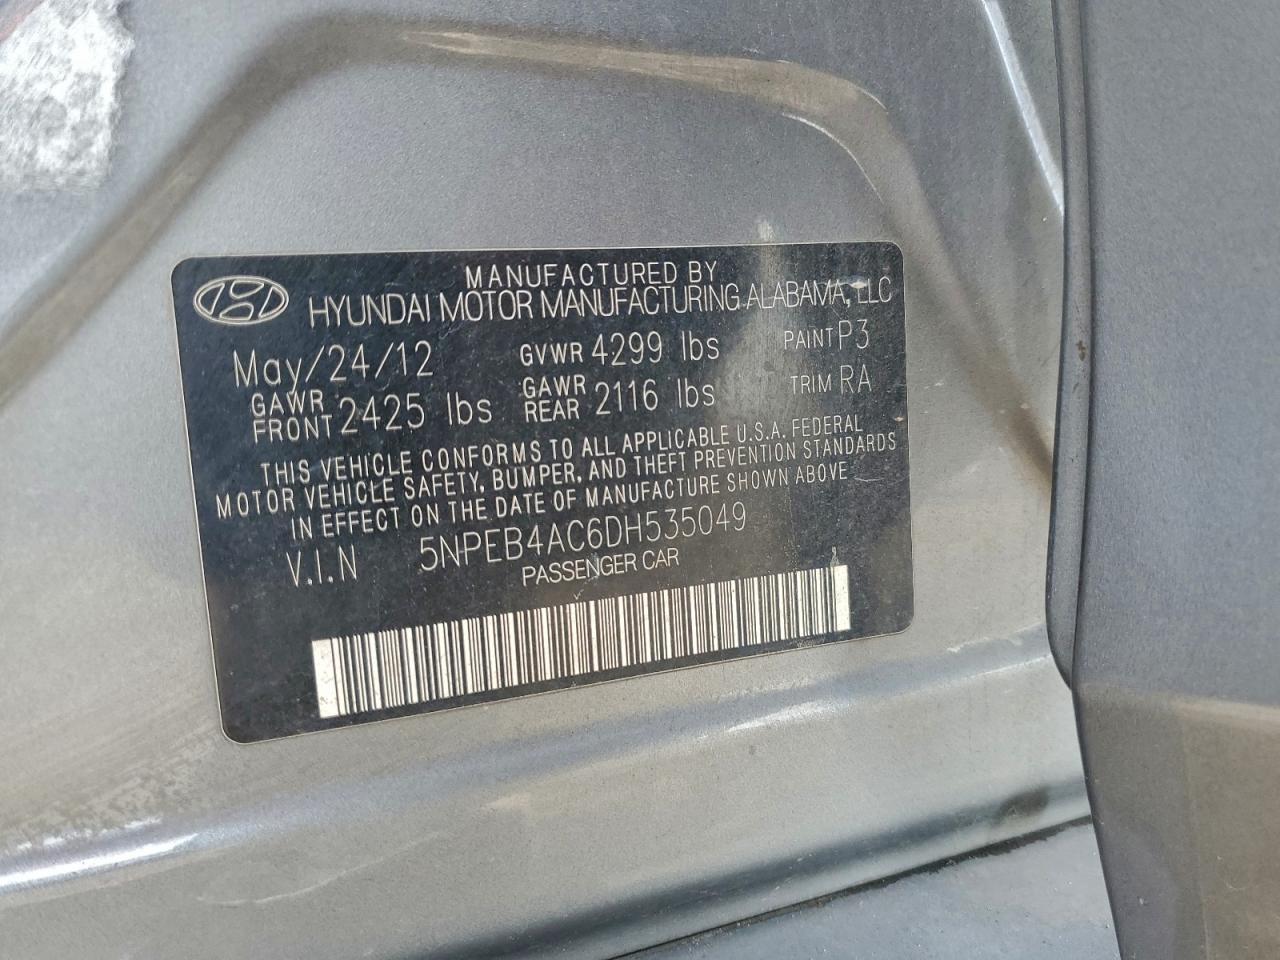 MANUFACTURED BY
HYUNDAI MOTOR MANUFACTURING ALABAMA, LLC
May/24/12 GVWR 4299 lbs PAINT P3
GAWR FRONT 2425 lbs GAWR REAR 2116 lbs TRIM RA
THIS VEHICLE CONFORMS TO ALL APPLICABLE U.S.A. FEDERAL
MOTOR VEHICLE SAFETY, BUMPER, AND THEFT PREVENTION STANDARDS
IN EFFECT ON THE DATE OF MANUFACTURE SHOWN ABOVE
V.I.N 5NPEB4AC6DH535049
PASSENGER CAR